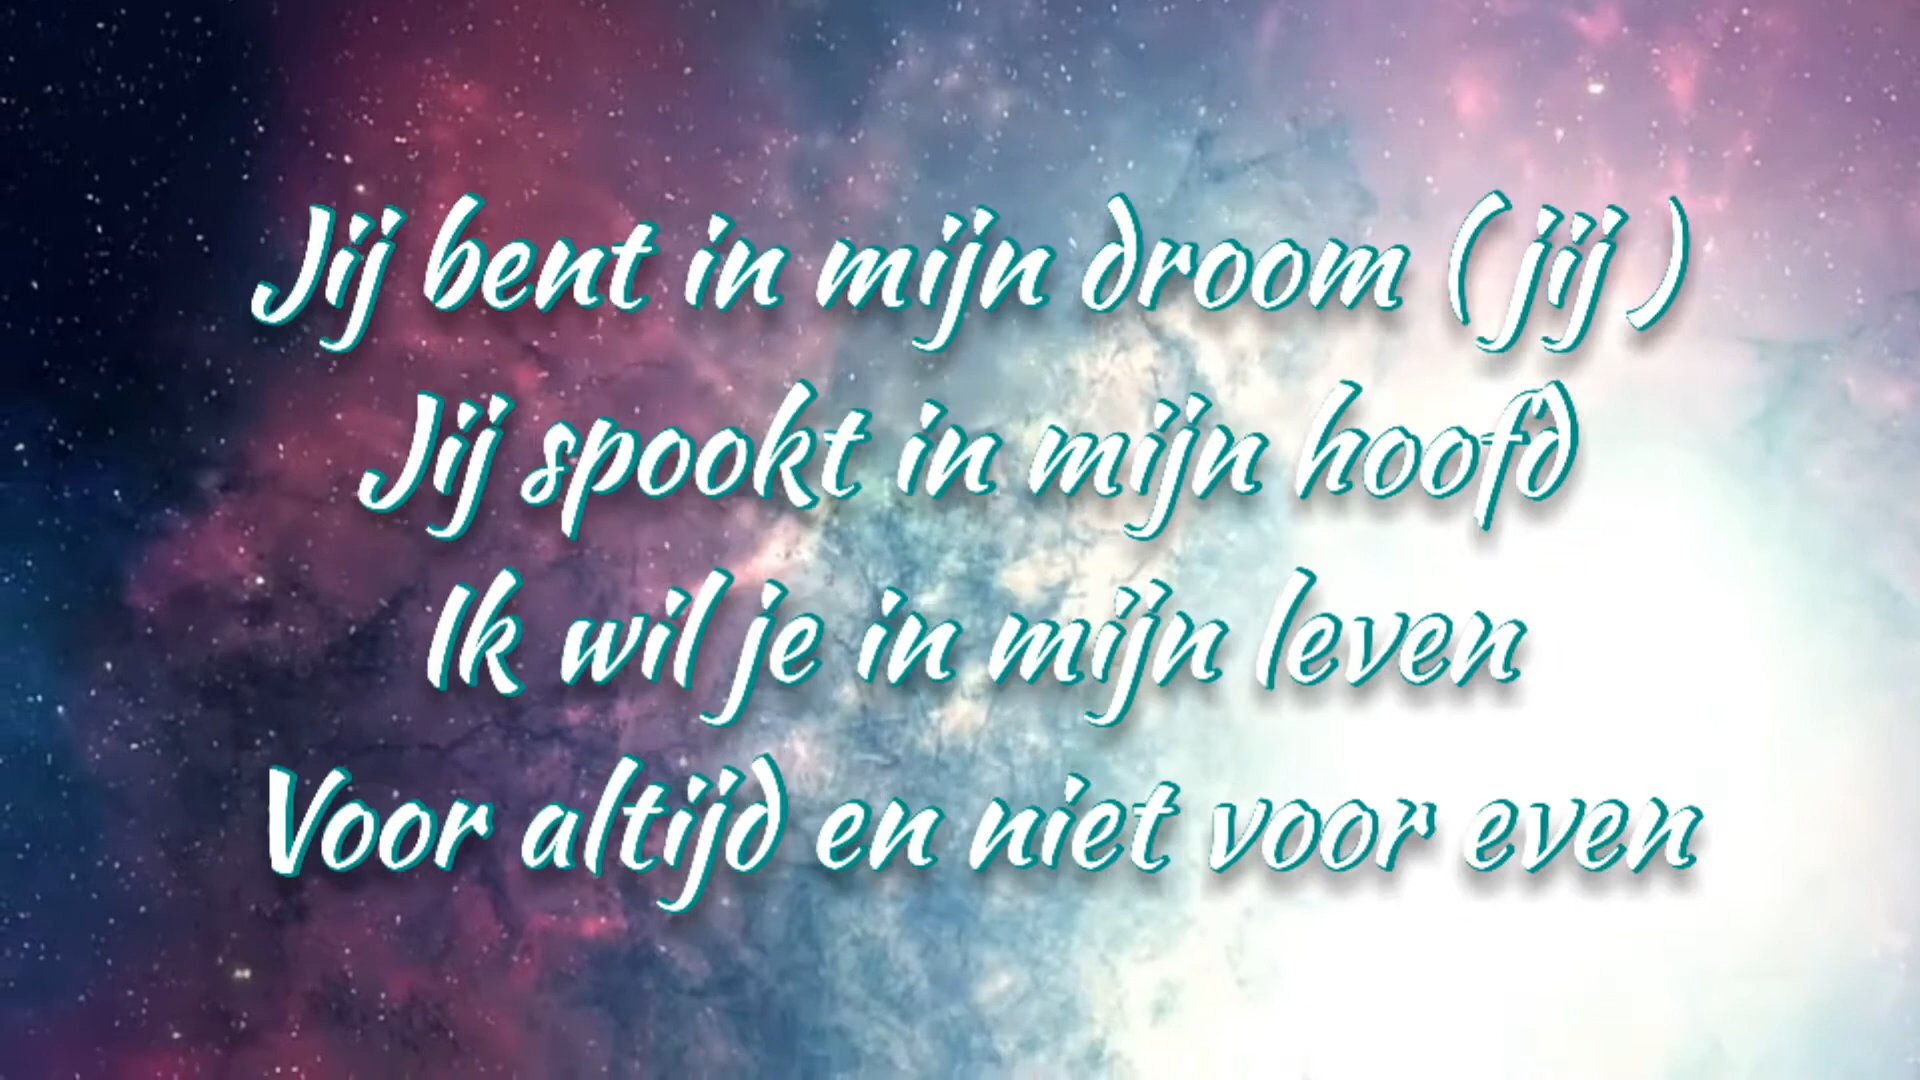 Jij bent in mijn droom ( jij )
Jij spookt in mijn hoofd
Ik wil je in mijn leven
Voor altijd en niet voor even